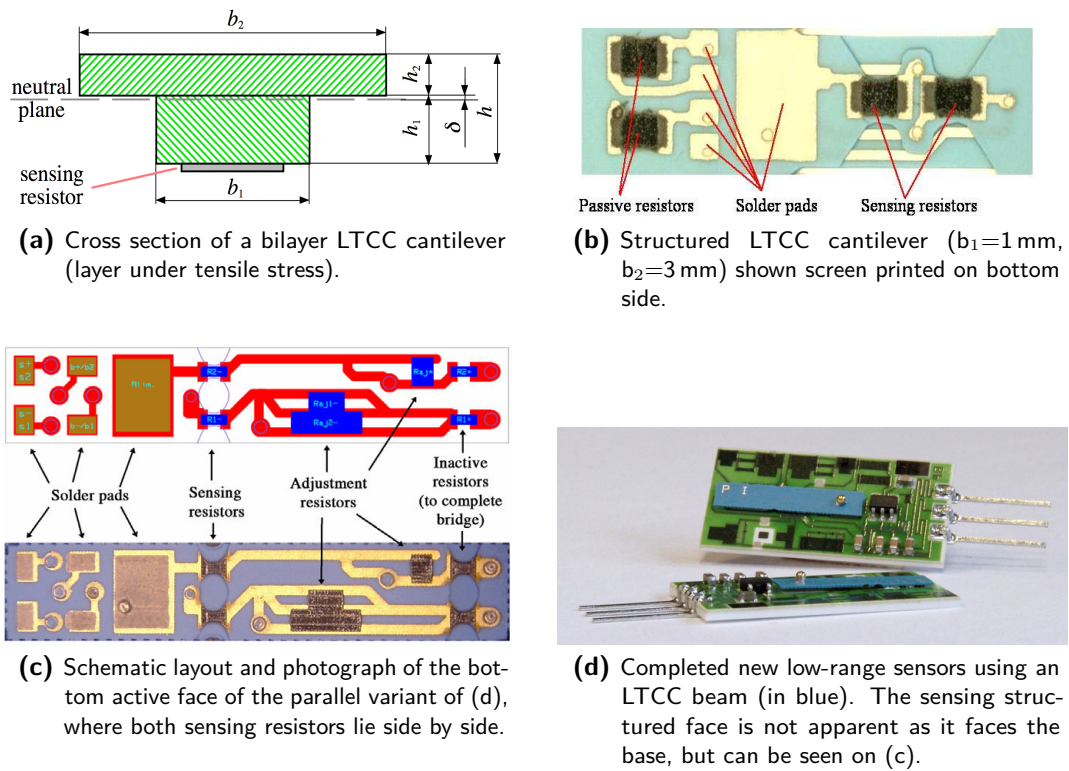 b₂
neutral
plane
h₂
h₁
δ
h
sensing
resistor
b₁
(a) Cross section of a bilayer LTCC cantilever
(layer under tensile stress).
Passive resistors
Solder pads
Sensing resistors
(b) Structured LTCC cantilever (b₁=1 mm,
b₂=3 mm) shown screen printed on bottom
side.
s+
s2
b+/b2
Alim.
R2-
Raj+
R2+
s-
s1
b-/b1
R1-
Raj1-
Raj2-
R1+
Solder pads
Sensing
resistors
Adjustment
resistors
Inactive
resistors
(to complete
bridge)
(c) Schematic layout and photograph of the bot-
tom active face of the parallel variant of (d),
where both sensing resistors lie side by side.
P I
(d) Completed new low-range sensors using an
LTCC beam (in blue). The sensing struc-
tured face is not apparent as it faces the
base, but can be seen on (c).